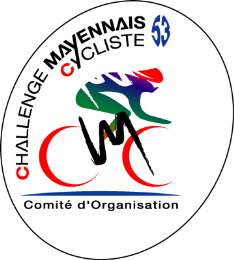 CHALLENGE MAYENNAIS 53
CYCLISTE
Comité d'Organisation